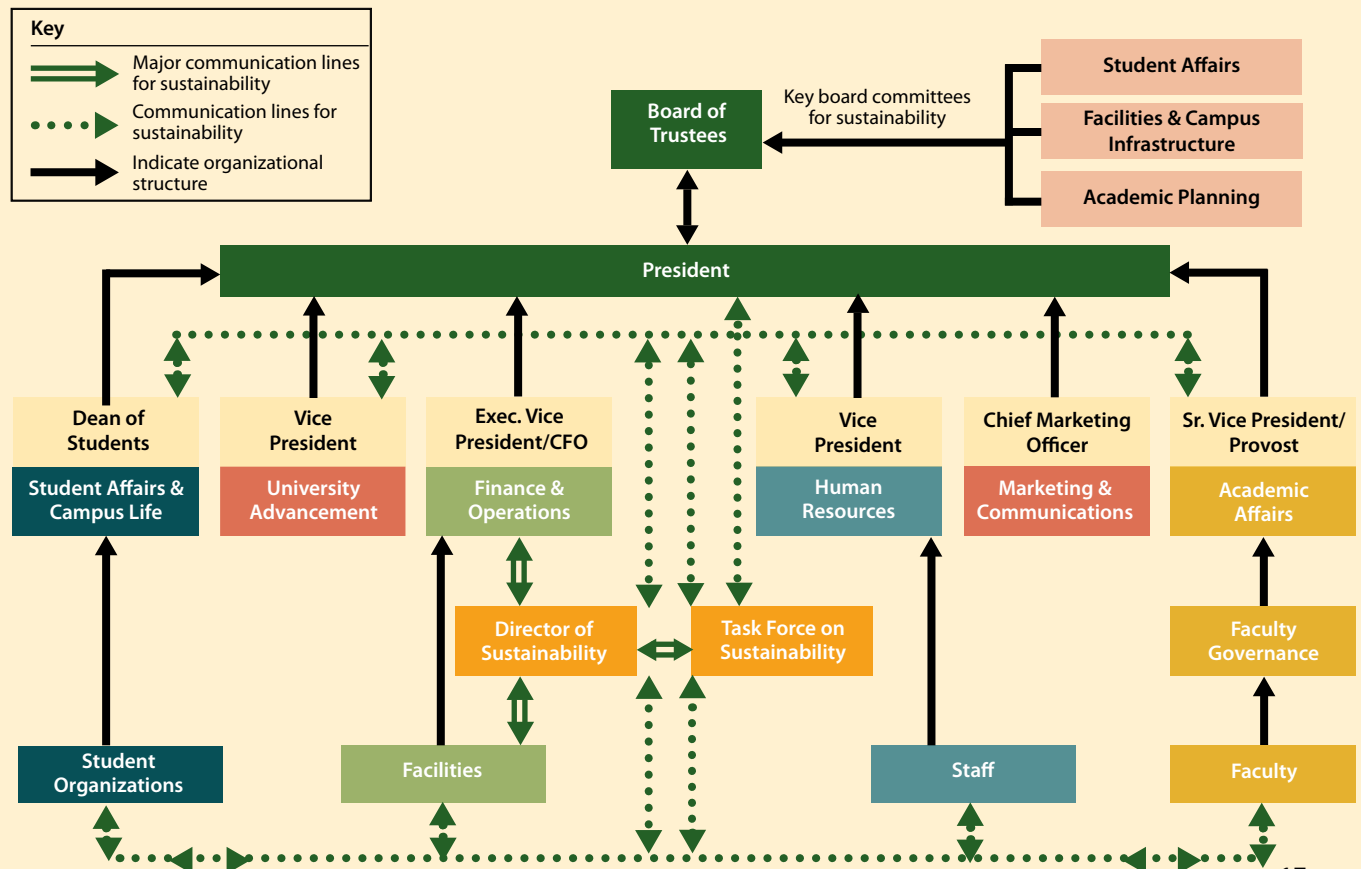 Key
Major communication lines
for sustainability
Communication lines for
sustainability
Indicate organizational
structure
Board of
Trustees
Key board committees
for sustainability
Student Affairs
Facilities & Campus
Infrastructure
Academic Planning
President
Dean of
Students
Student Affairs &
Campus Life
Vice
President
University
Advancement
Exec. Vice
President/CFO
Finance &
Operations
Vice
President
Human
Resources
Chief Marketing
Officer
Marketing &
Communications
Sr. Vice President/
Provost
Academic
Affairs
Director of
Sustainability
Task Force on
Sustainability
Faculty
Governance
Student
Organizations
Facilities
Staff
Faculty